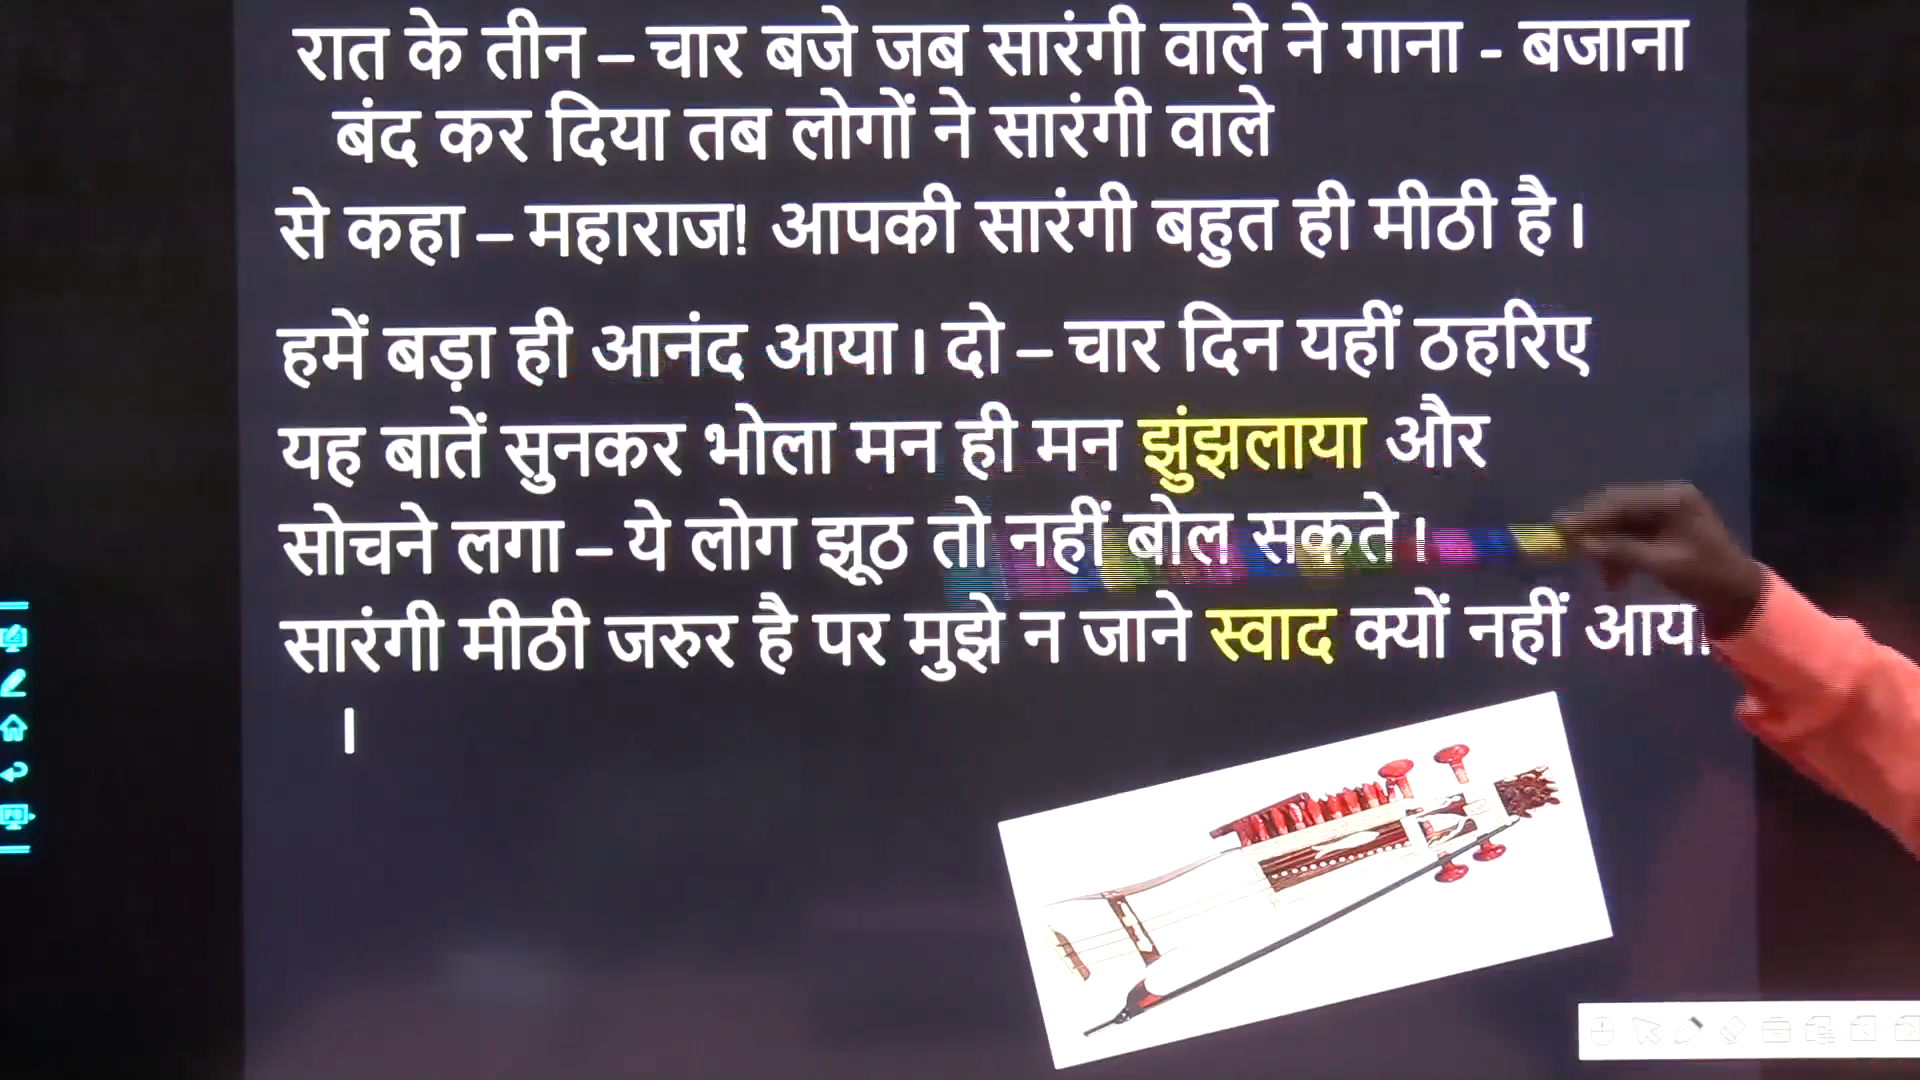 रात के तीन – चार बजे जब सारंगी वाले ने गाना - बजाना
बंद कर दिया तब लोगों ने सारंगी वाले
से कहा – महाराज! आपकी सारंगी बहुत ही मीठी है ।
हमें बड़ा ही आनंद आया । दो – चार दिन यहीं ठहरिए
यह बातें सुनकर भोला मन ही मन झुंझलाया और
सोचने लगा – ये लोग झूठ तो नहीं बोल सकते ।
सारंगी मीठी जरुर है पर मुझे न जाने स्वाद क्यों नहीं आया
।